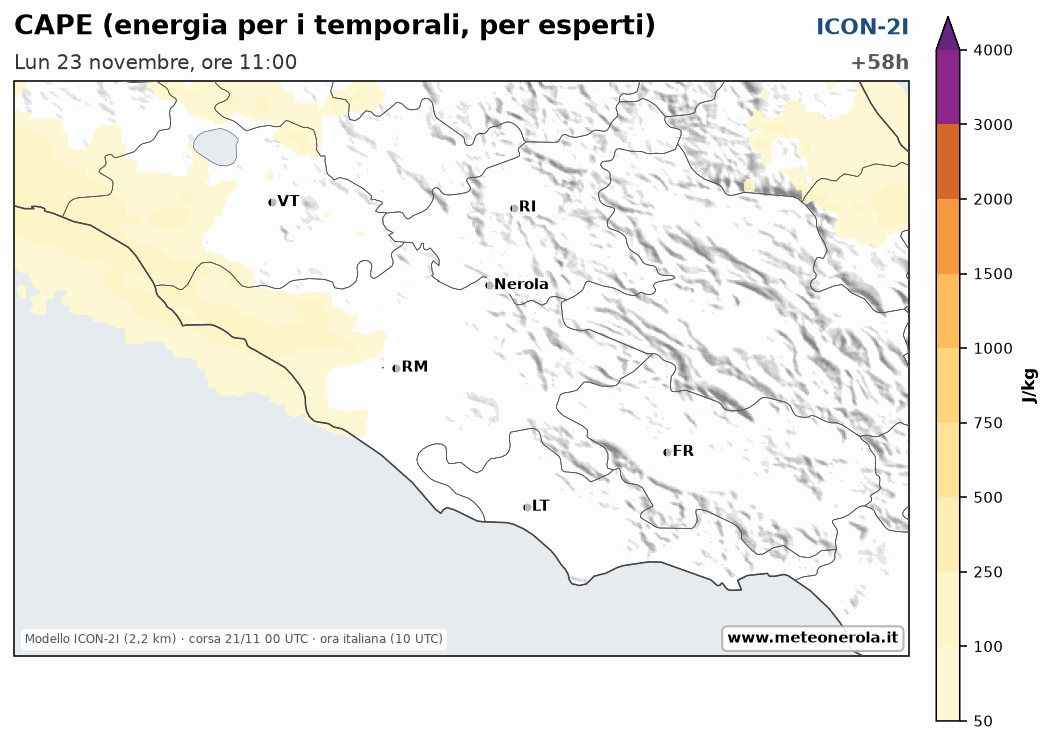 CAPE (energia per i temporali, per esperti)
ICON-2I
Lun 23 novembre, ore 11:00
+58h
4000
3000
2000
1500
1000
750
500
250
100
50
J/kg
VT
RI
Nerola
RM
FR
LT
Modello ICON-2I (2,2 km) · corsa 21/11 00 UTC · ora italiana (10 UTC)
www.meteonerola.it